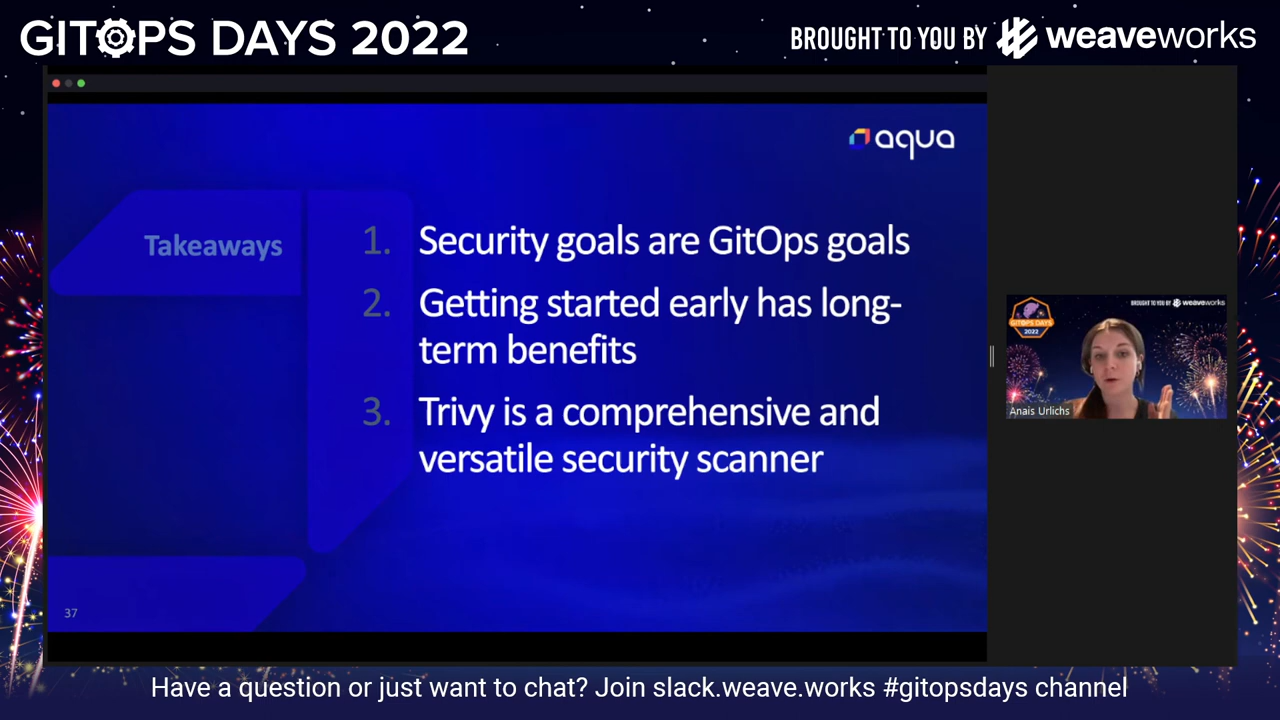 GITOPS DAYS 2022
BROUGHT TO YOU BY weaveworks
aqua
Takeaways
1. Security goals are GitOps goals
2. Getting started early has long-
term benefits
3. Trivy is a comprehensive and
versatile security scanner
37
BROUGHT TO YOU BY weaveworks
GITOPS DAYS
2022
Anais Urlichs
Have a question or just want to chat? Join slack.weave.works #gitopsdays channel